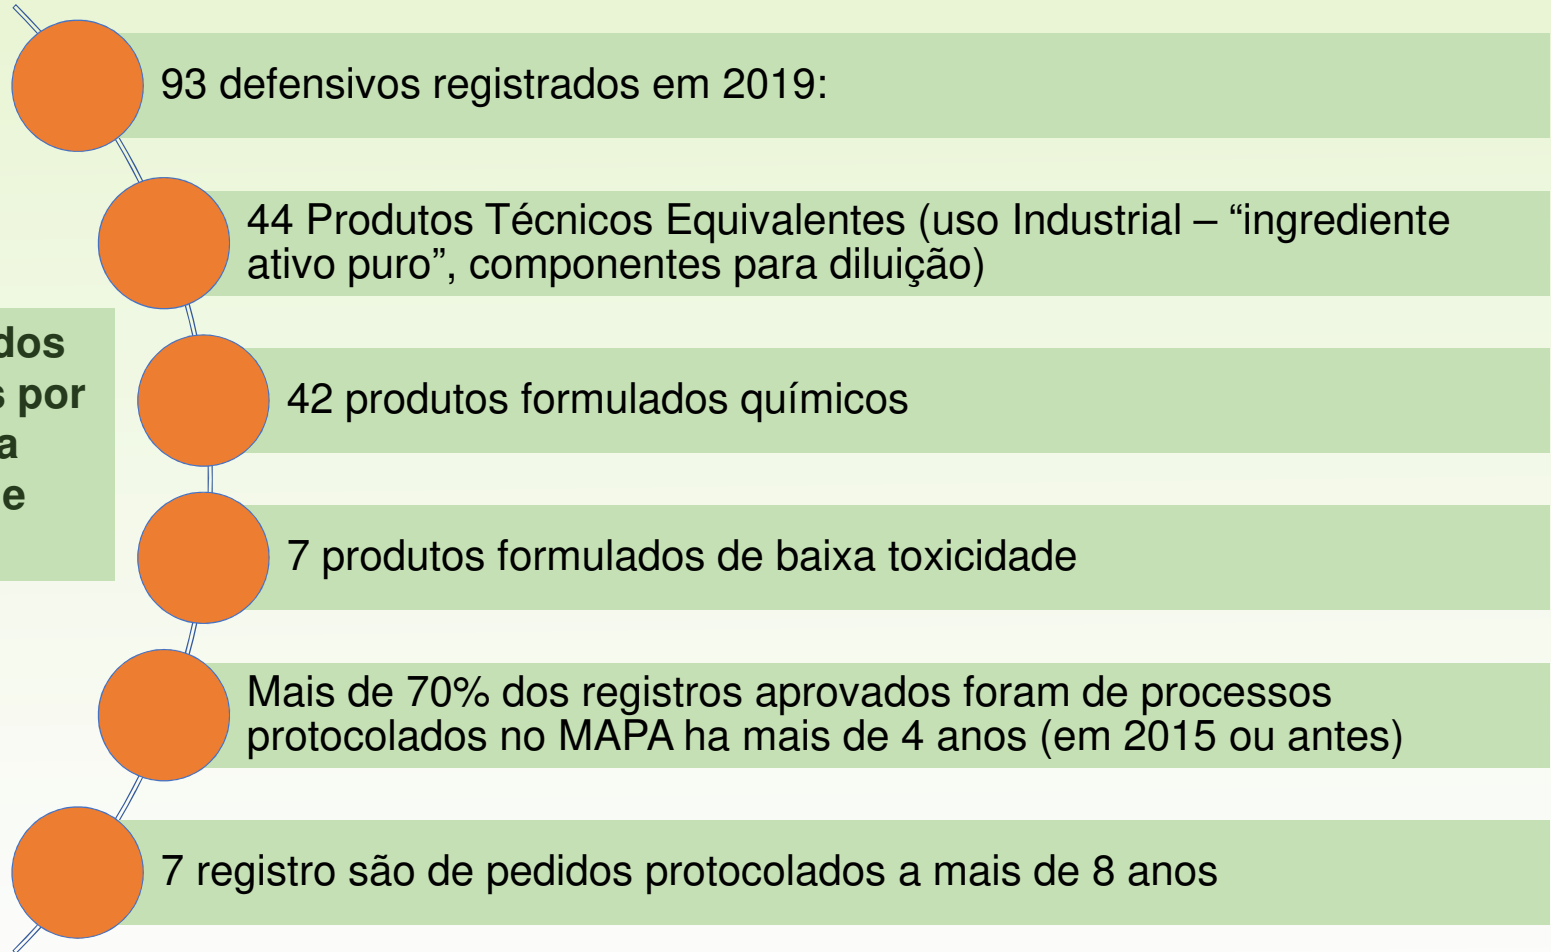 93 defensivos registrados em 2019:
44 Produtos Técnicos Equivalentes (uso Industrial – “ingrediente
ativo puro”, componentes para diluição)
dos
s por
a
e
42 produtos formulados químicos
7 produtos formulados de baixa toxicidade
Mais de 70% dos registros aprovados foram de processos
protocolados no MAPA ha mais de 4 anos (em 2015 ou antes)
7 registro são de pedidos protocolados a mais de 8 anos